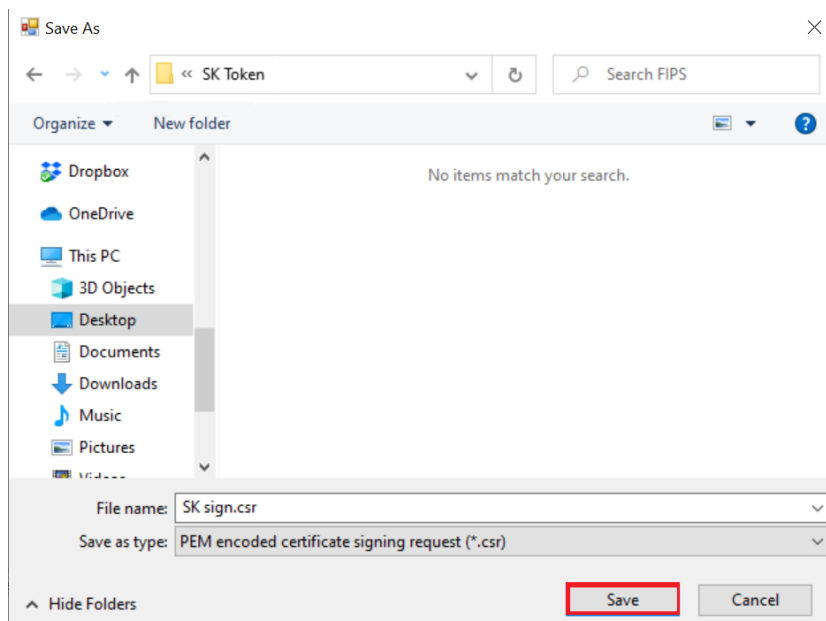 Save As
« SK Token
Search FIPS
Organize
New folder
?
No items match your search.
Dropbox
OneDrive
This PC
3D Objects
Desktop
Documents
Downloads
Music
Pictures
Videos
File name: SK sign.csr
Save as type: PEM encoded certificate signing request (*.csr)
Hide Folders
Save
Cancel